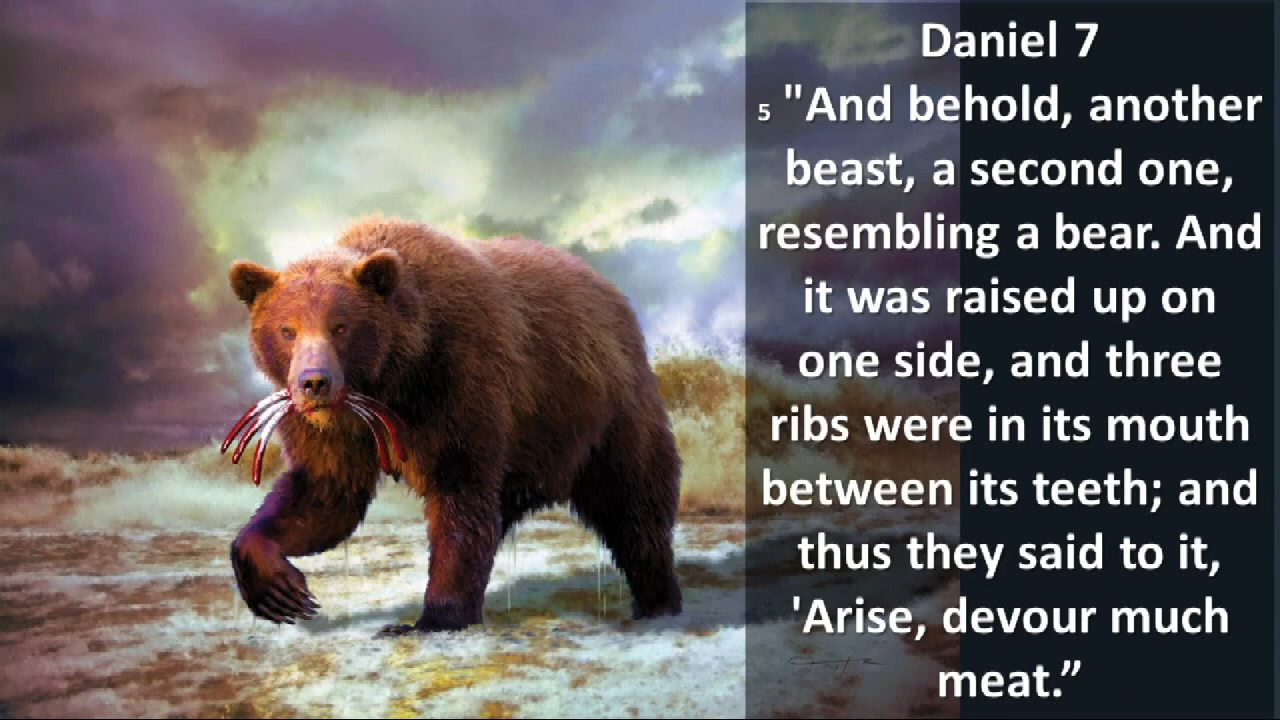 Daniel 7
5 "And behold, another
beast, a second one,
resembling a bear. And
it was raised up on
one side, and three
ribs were in its mouth
between its teeth; and
thus they said to it,
'Arise, devour much
meat.”